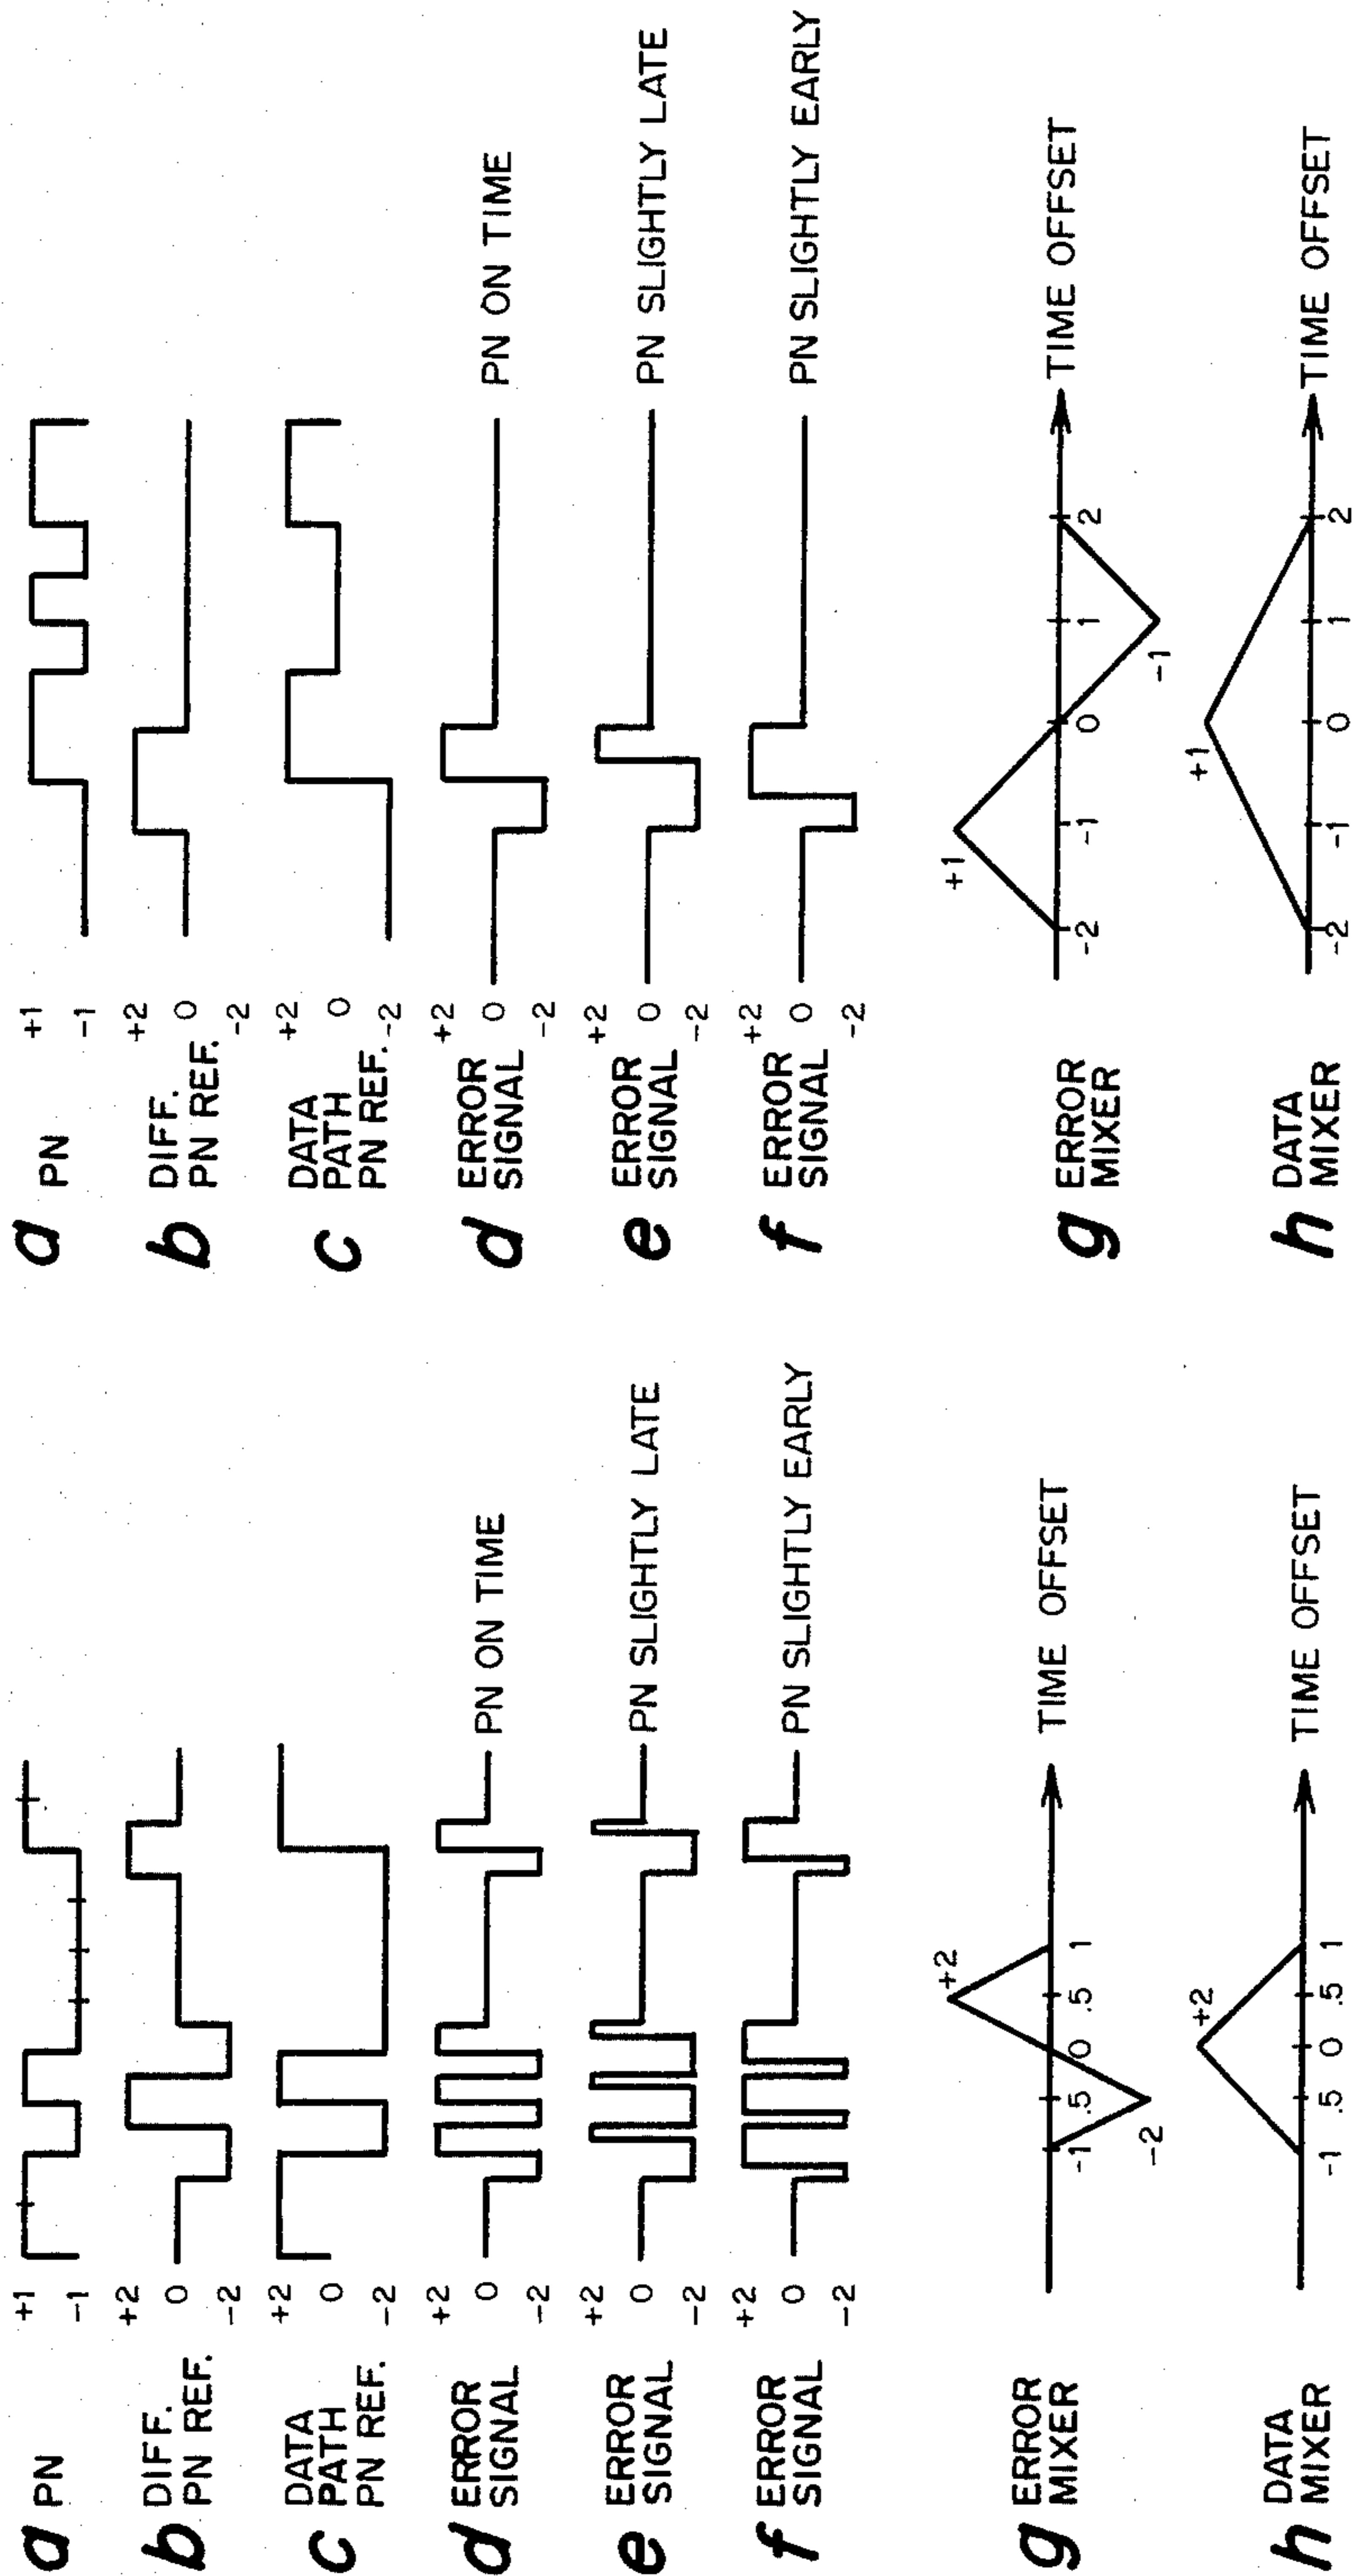 a PN
+1
-1
b DIFF.
PN REF.
+2
0
-2
c DATA
PATH
PN REF.
+2
0
-2
d ERROR
SIGNAL
+2
0
-2
PN ON TIME
e ERROR
SIGNAL
+2
0
-2
PN SLIGHTLY LATE
f ERROR
SIGNAL
+2
0
-2
PN SLIGHTLY EARLY
g ERROR
MIXER
+2
-1 .5 0 .5 1
-2
TIME OFFSET
h DATA
MIXER
+2
-1 .5 0 .5 1
TIME OFFSET
a PN
+1
-1
b DIFF.
PN REF.
+2
0
-2
c DATA
PATH
PN REF.
+2
0
-2
d ERROR
SIGNAL
+2
0
-2
PN ON TIME
e ERROR
SIGNAL
+2
0
-2
PN SLIGHTLY LATE
f ERROR
SIGNAL
+2
0
-2
PN SLIGHTLY EARLY
g ERROR
MIXER
+1
-2 -1 0 1 2
-1
TIME OFFSET
h DATA
MIXER
+1
-2 -1 0 1 2
TIME OFFSET